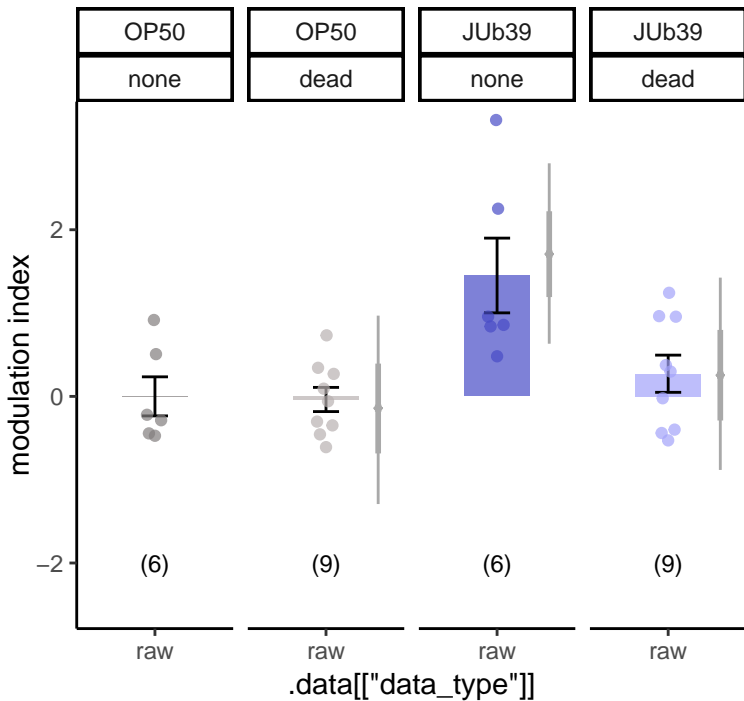 OP50 OP50 JUb39 JUb39
none dead none dead
modulation index
2
0
−2
(6) (9) (6) (9)
raw raw raw raw
.data[["data_type"]]